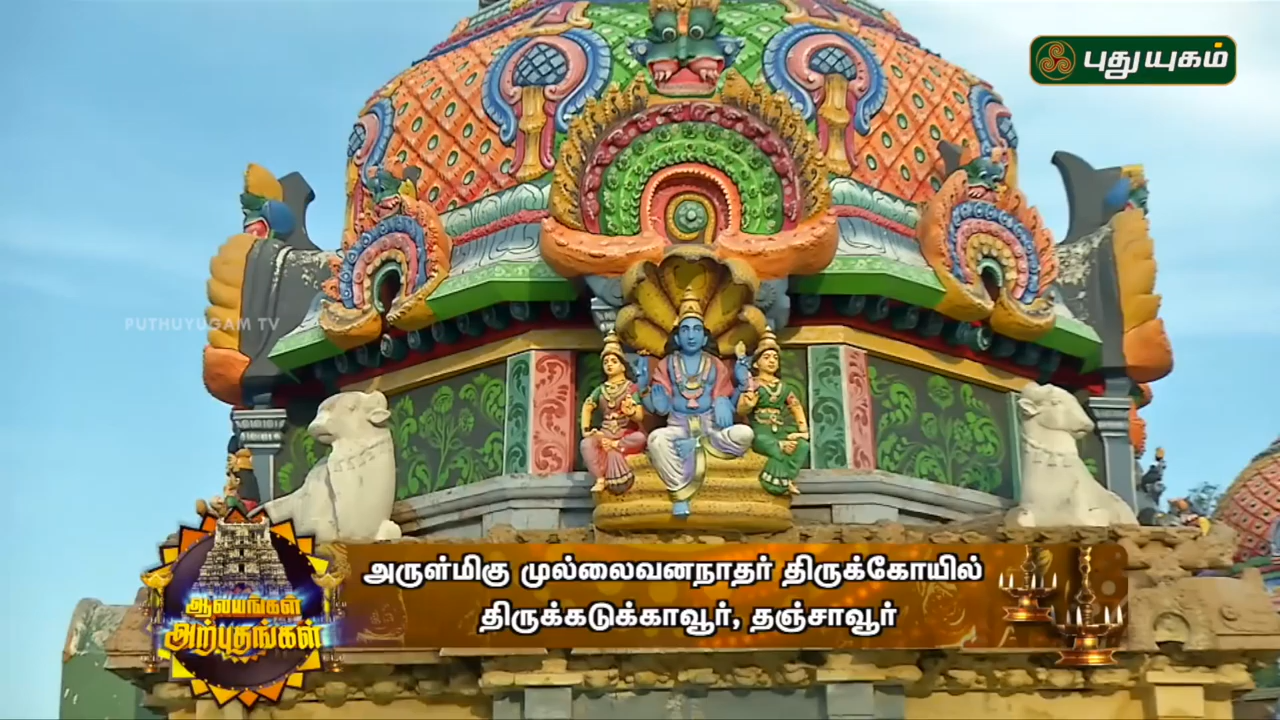 புதுயுகம்
PUTHUYUGAM TV
அருள்மிகு முல்லைவனநாதர் திருக்கோயில்
திருக்கடுக்காவூர், தஞ்சாவூர்
ஆலயங்கள்
அற்புதங்கள்